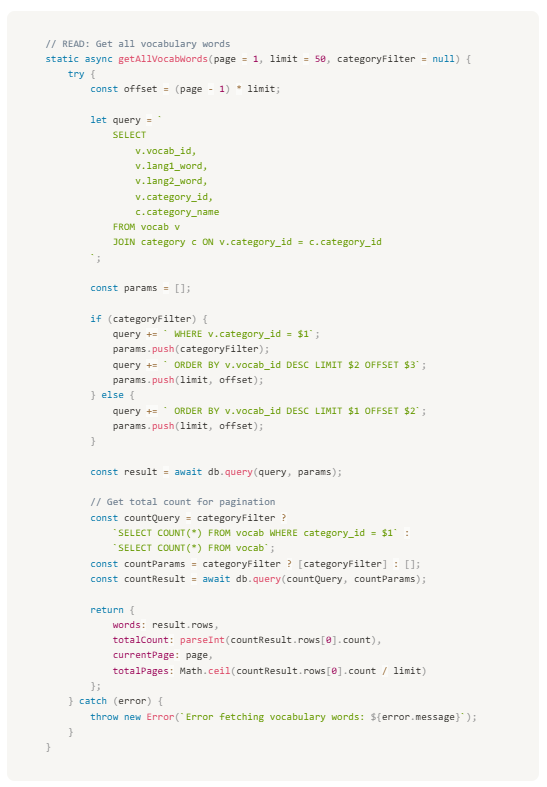 // READ: Get all vocabulary words
static async getAllVocabWords(page = 1, limit = 50, categoryFilter = null) {
    try {
        const offset = (page - 1) * limit;

        let query = `
            SELECT
                v.vocab_id,
                v.lang1_word,
                v.lang2_word,
                v.category_id,
                c.category_name
            FROM vocab v
            JOIN category c ON v.category_id = c.category_id
        `;

        const params = [];

        if (categoryFilter) {
            query += ` WHERE v.category_id = $1`;
            params.push(categoryFilter);
            query += ` ORDER BY v.vocab_id DESC LIMIT $2 OFFSET $3`;
            params.push(limit, offset);
        } else {
            query += ` ORDER BY v.vocab_id DESC LIMIT $1 OFFSET $2`;
            params.push(limit, offset);
        }

        const result = await db.query(query, params);

        // Get total count for pagination
        const countQuery = categoryFilter ?
            `SELECT COUNT(*) FROM vocab WHERE category_id = $1` :
            `SELECT COUNT(*) FROM vocab`;
        const countParams = categoryFilter ? [categoryFilter] : [];
        const countResult = await db.query(countQuery, countParams);

        return {
            words: result.rows,
            totalCount: parseInt(countResult.rows[0].count),
            currentPage: page,
            totalPages: Math.ceil(countResult.rows[0].count / limit)
        };
    } catch (error) {
        throw new Error(`Error fetching vocabulary words: ${error.message}`);
    }
}